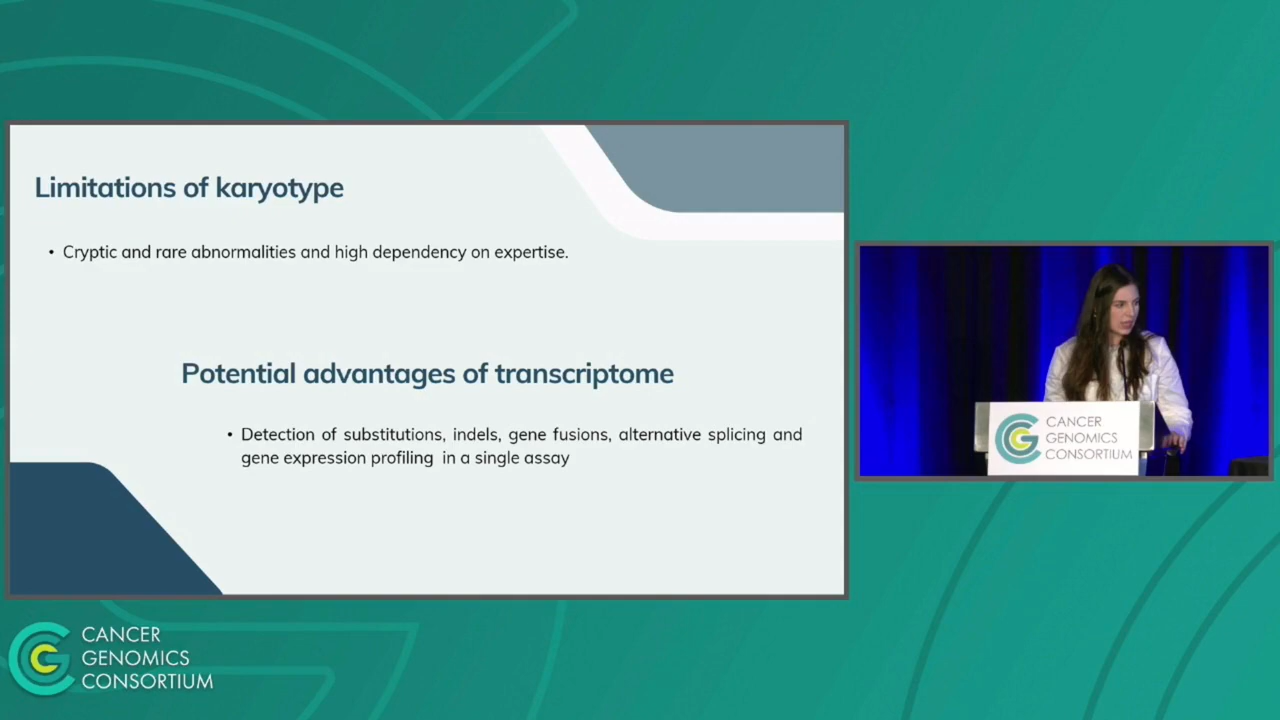 Limitations of karyotype
• Cryptic and rare abnormalities and high dependency on expertise.
Potential advantages of transcriptome
• Detection of substitutions, indels, gene fusions, alternative splicing and
gene expression profiling in a single assay
CANCER
GENOMICS
CONSORTIUM
CANCER
GENOMICS
CONSORTIUM